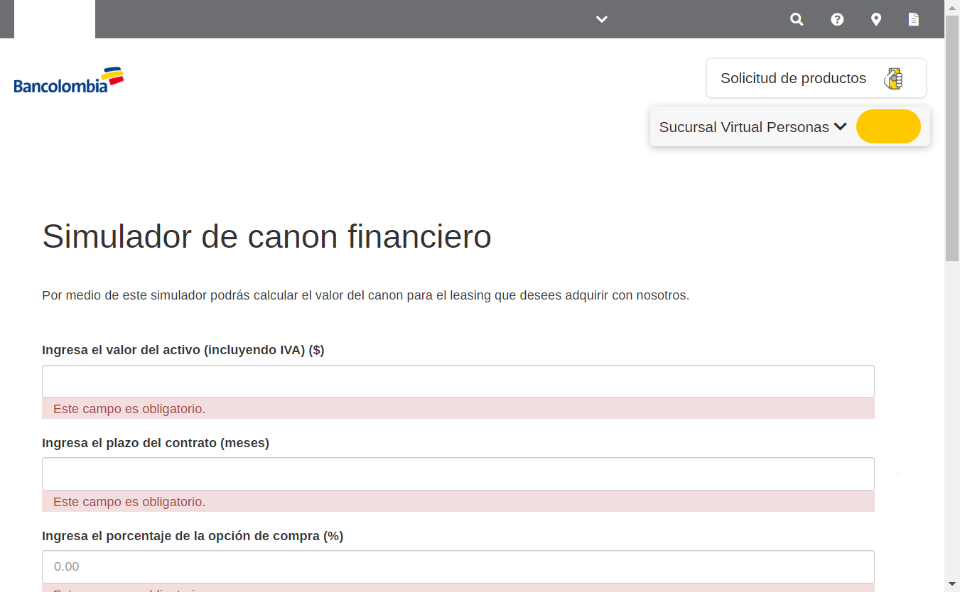 Bancolombia
Solicitud de productos
Sucursal Virtual Personas
Simulador de canon financiero
Por medio de este simulador podrás calcular el valor del canon para el leasing que desees adquirir con nosotros.
Ingresa el valor del activo (incluyendo IVA) ($)
Este campo es obligatorio.
Ingresa el plazo del contrato (meses)
Este campo es obligatorio.
Ingresa el porcentaje de la opción de compra (%)
0.00